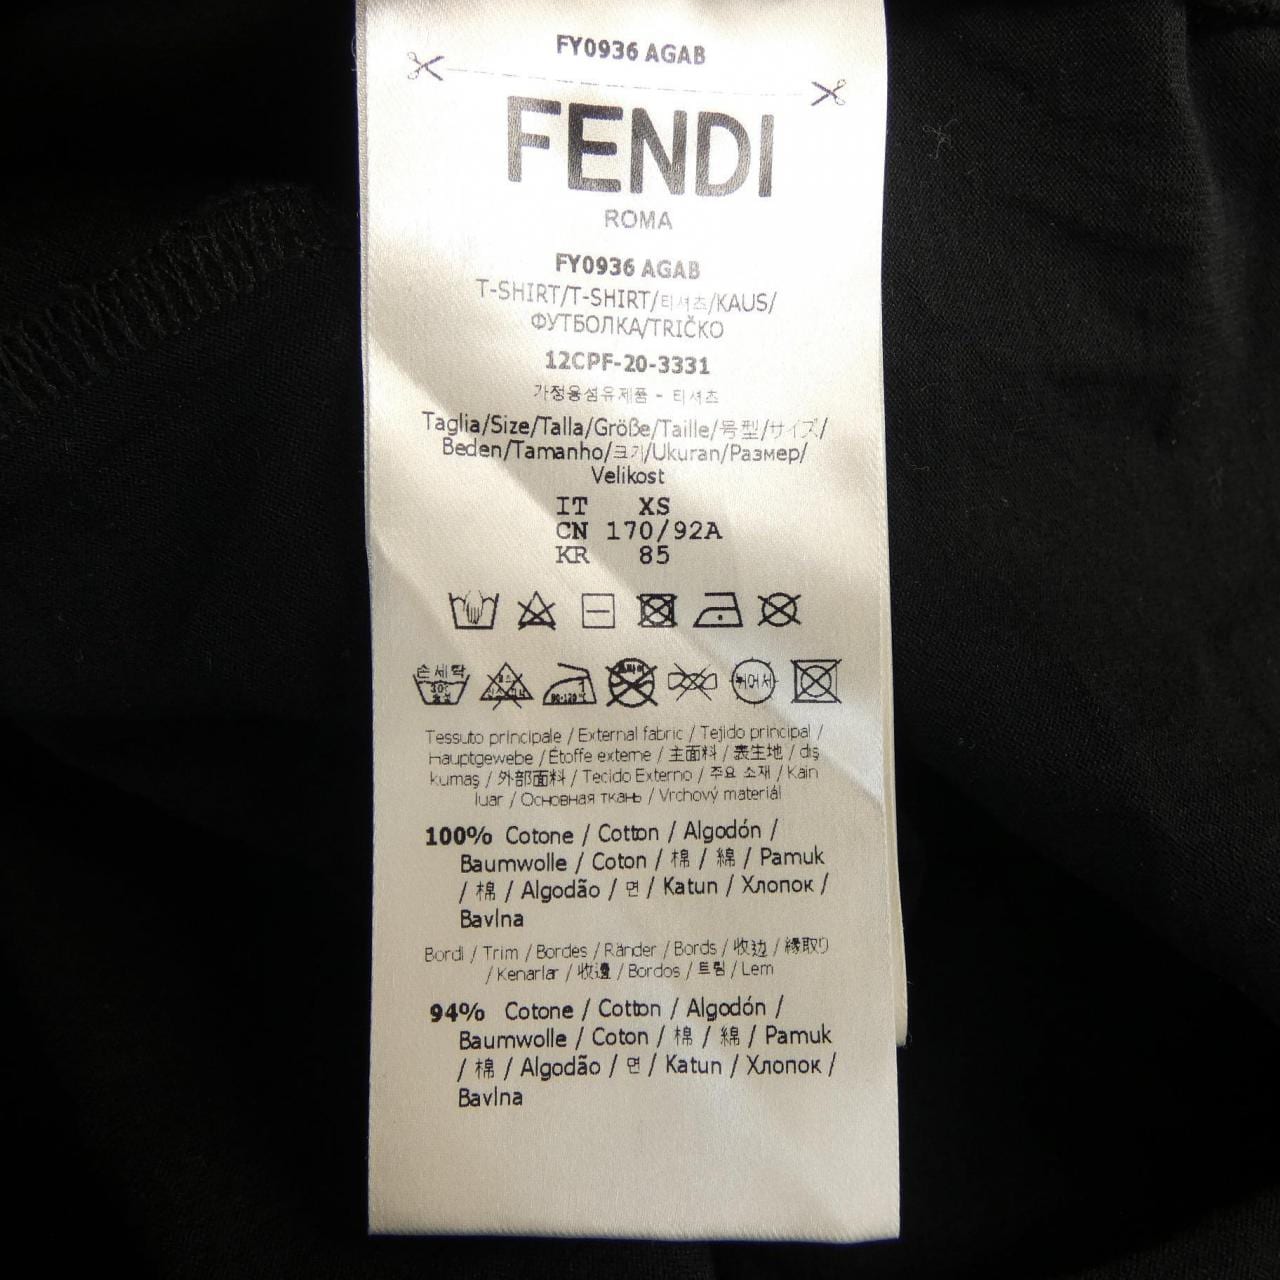 FY0936 AGAB
FENDI
ROMA
FY0936 AGAB
T-SHIRT/T-SHIRT/티셔츠/KAUS/
ФУТБОЛКА/TRIČKO
12CPF-20-3331
가정용섬유제품 - 티셔츠
Taglia/Size/Talla/Größe/Taille/号型/サイズ/
Beden/Tamanho/크기/Ukuran/Размер/
Velikost
IT XS
CN 170/92A
KR 85
손세탁
Tessuto principale / External fabric / Tejido principal /
Hauptgewebe / Étoffe externe / 主面料 / 表生地 / dış
kumaş / 外部面料 / Tecido Externo / 주요 소재 / Kain
luar / Основная ткань / Vrchový materiál
100% Cotone / Cotton / Algodón /
Baumwolle / Coton / 棉 / 綿 / Pamuk
/ 棉 / Algodão / 면 / Katun / Хлопок /
Bavlna
Bordi / Trim / Bordes / Ränder / Bords / 收边 / 縁取り
/ Kenarlar / 收邊 / Bordos / 트림 / Lem
94% Cotone / Cotton / Algodón /
Baumwolle / Coton / 棉 / 綿 / Pamuk
/ 棉 / Algodão / 면 / Katun / Хлопок /
Bavlna